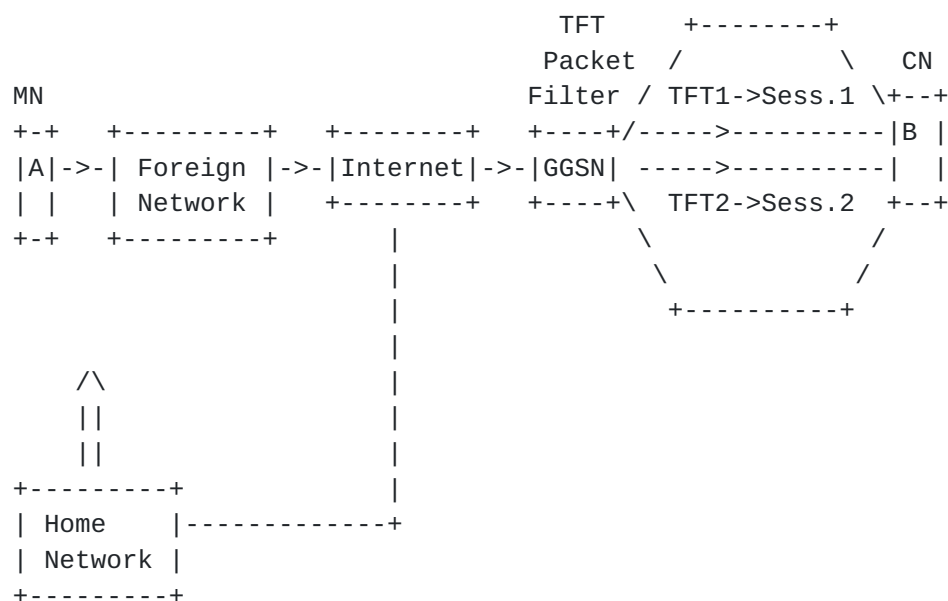 TFT +--------+
Packet / \ CN
MN Filter / TFT1->Sess.1 \+--+
+-+ +---------+ +--------+ +----+/----->----------|B |
|A|->-| Foreign |->-|Internet|->-|GGSN| ----->----------| |
| | | Network | +--------+ +----+\ TFT2->Sess.2 +--+
+-+ +---------+ | \ /
| \ /
| +----------+
|
/\ |
|| |
|| |
+---------+ |
| Home |-------------+
| Network |
+---------+